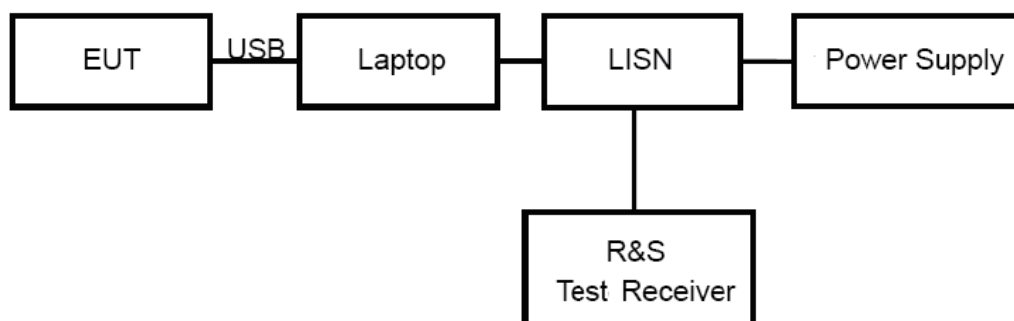 EUT
USB
Laptop
LISN
Power Supply
R&S
Test Receiver